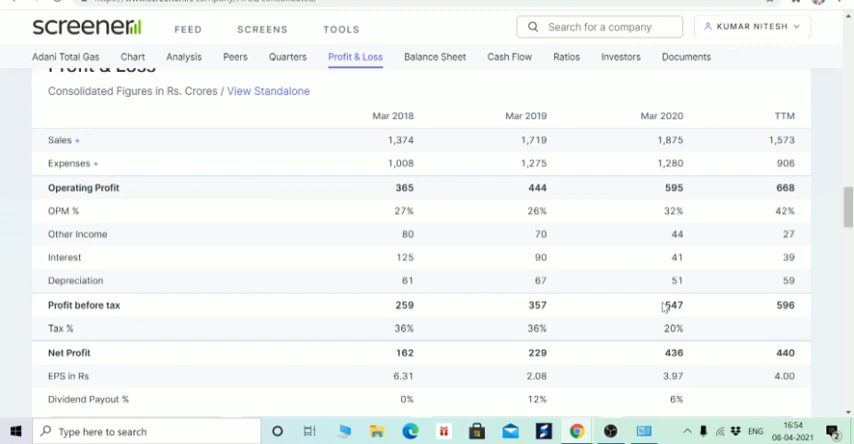 screener FEED SCREENS TOOLS Search for a company KUMAR NITESH
Adani Total Gas Chart Analysis Peers Quarters Profit & Loss Balance Sheet Cash Flow Ratios Investors Documents
Profit & Loss
Consolidated Figures in Rs. Crores / View Standalone
Mar 2018 Mar 2019 Mar 2020 TTM
Sales + 1,374 1,719 1,875 1,573
Expenses + 1,008 1,275 1,280 906
Operating Profit 365 444 595 668
OPM % 27% 26% 32% 42%
Other Income 80 70 44 27
Interest 125 90 41 39
Depreciation 61 67 51 59
Profit before tax 259 357 547 596
Tax % 36% 36% 20%
Net Profit 162 229 436 440
EPS in Rs 6.31 2.08 3.97 4.00
Dividend Payout % 0% 12% 6%
Type here to search ENG 16:54
08-04-2021 2